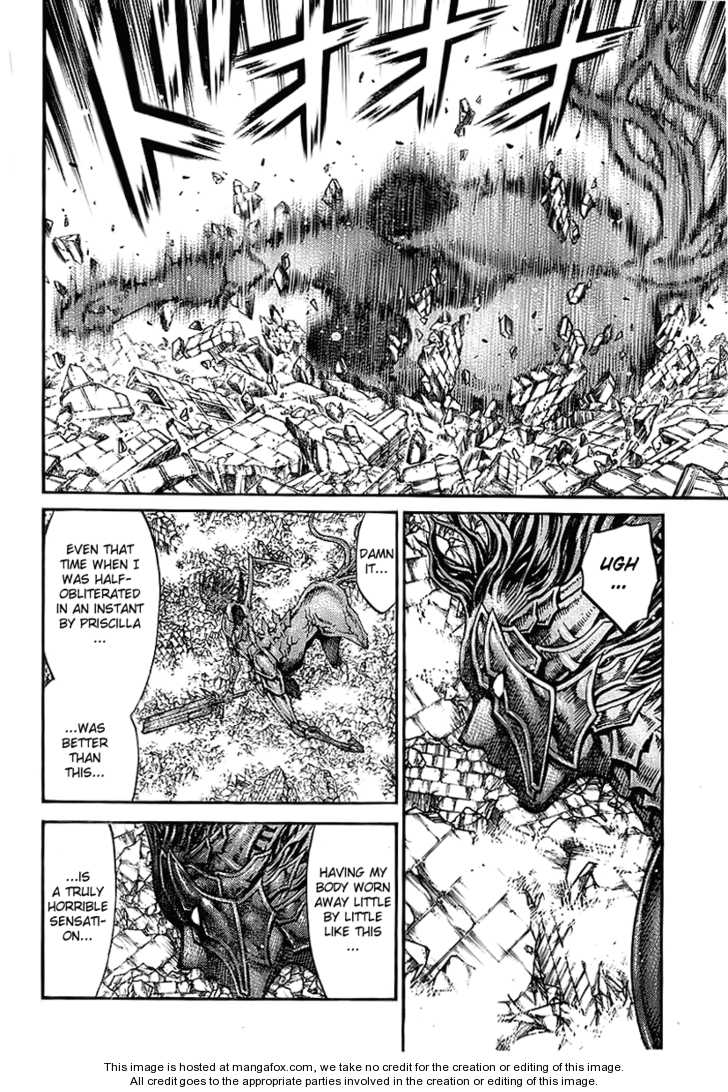 ドオオオ
UGH
...
DAMN
IT...
EVEN THAT
TIME WHEN I
WAS HALF-
OBLITERATED
IN AN INSTANT
BY PRISCILLA
...
...WAS
BETTER
THAN
THIS...
HAVING MY
BODY WORN
AWAY LITTLE
BY LITTLE
LIKE THIS
...
...IS
A TRULY
HORRIBLE
SENSATI-
ON...
This image is hosted at mangafox.com, we take no credit for the creation or editing of this image.
All credit goes to the appropriate parties involved in the creation or editing of this image.